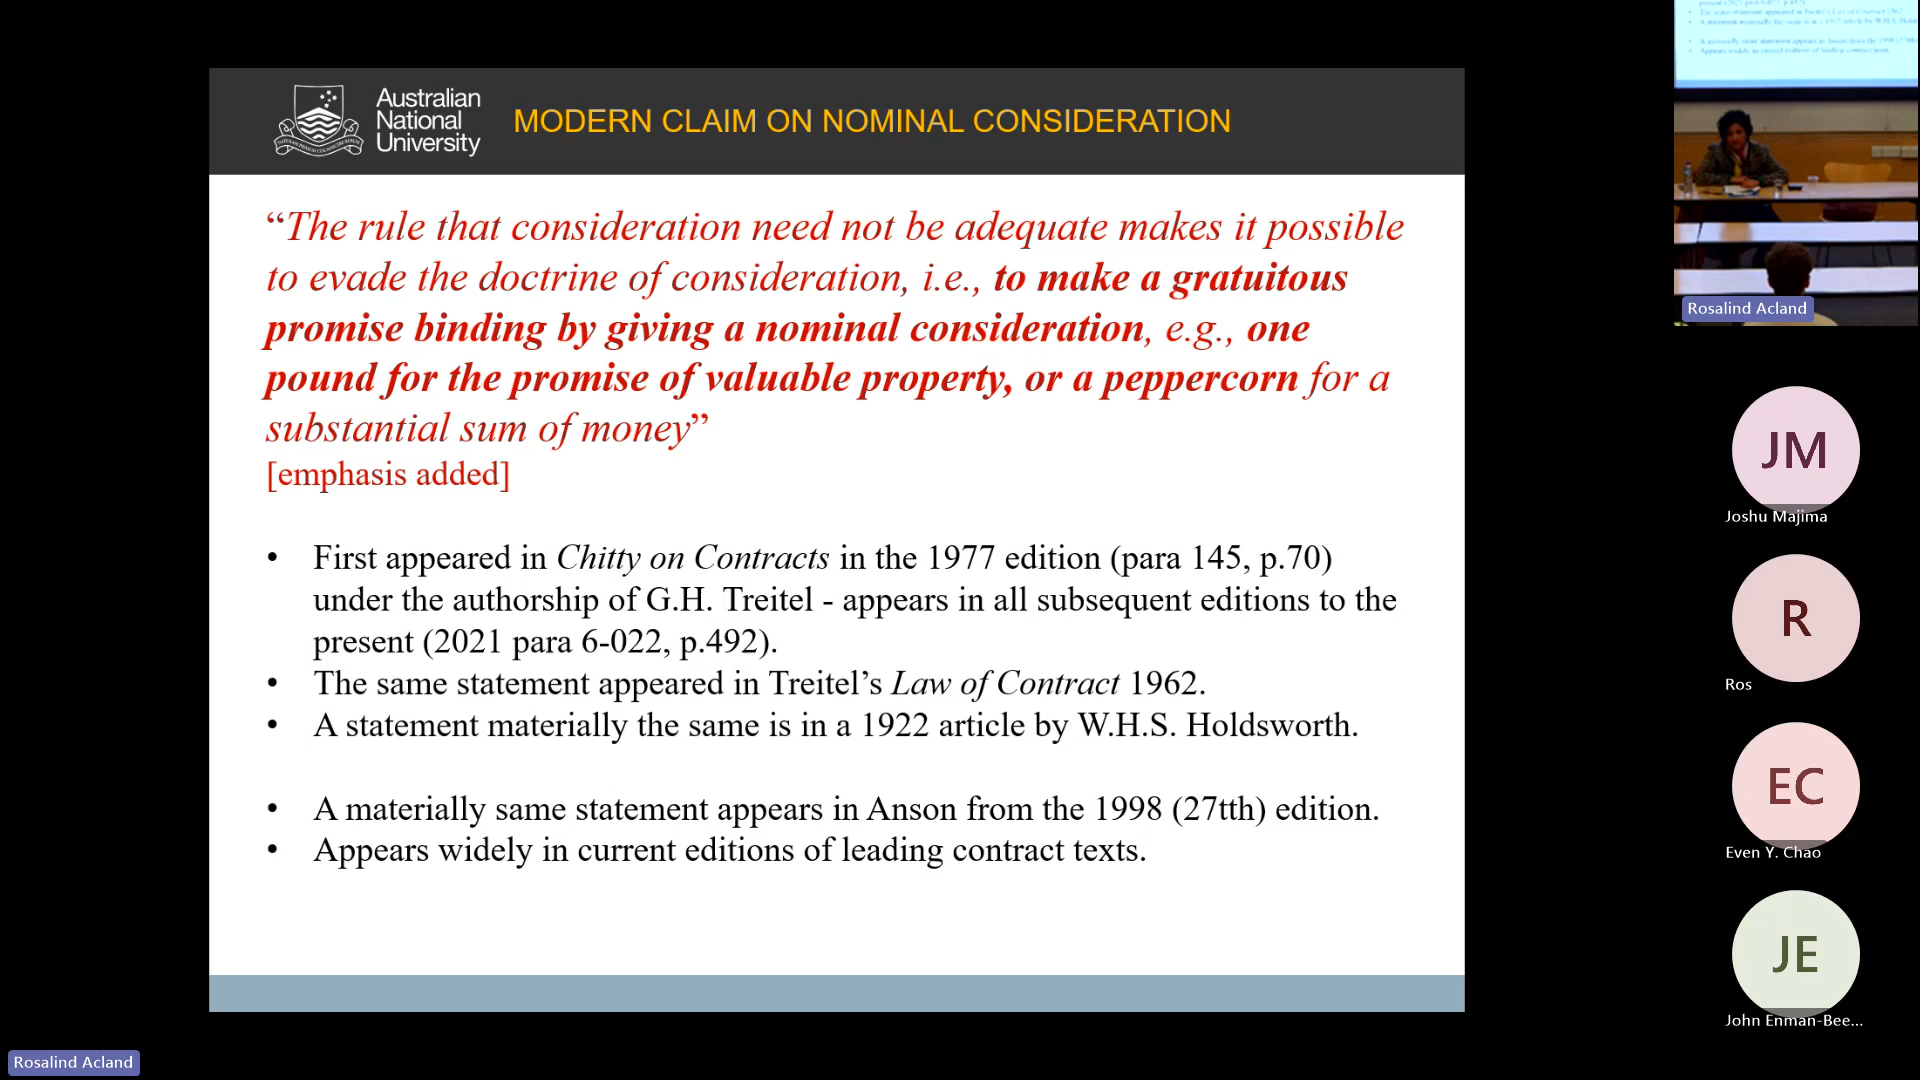 Australian
National
University
MODERN CLAIM ON NOMINAL CONSIDERATION
“The rule that consideration need not be adequate makes it possible
to evade the doctrine of consideration, i.e., to make a gratuitous
promise binding by giving a nominal consideration, e.g., one
pound for the promise of valuable property, or a peppercorn for a
substantial sum of money”
[emphasis added]
• First appeared in Chitty on Contracts in the 1977 edition (para 145, p.70)
under the authorship of G.H. Treitel - appears in all subsequent editions to the
present (2021 para 6-022, p.492).
• The same statement appeared in Treitel’s Law of Contract 1962.
• A statement materially the same is in a 1922 article by W.H.S. Holdsworth.
• A materially same statement appears in Anson from the 1998 (27tth) edition.
• Appears widely in current editions of leading contract texts.
Rosalind Acland
JM
Joshu Majima
R
Ros
EC
Even Y. Chao
JE
John Enman-Bee...
Rosalind Acland